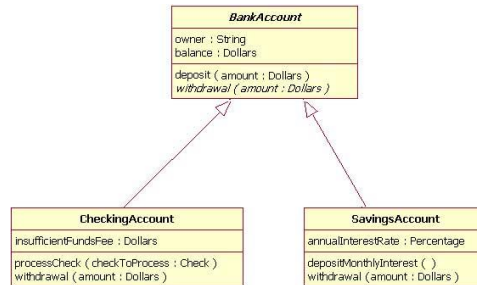 BankAccount
owner : String
balance : Dollars
deposit ( amount : Dollars )
withdrawal ( amount : Dollars )
CheckingAccount
insufficientFundsFee : Dollars
processCheck ( checkToProcess : Check )
withdrawal ( amount : Dollars )
SavingsAccount
annualInterestRate : Percentage
depositMonthlyInterest ( )
withdrawal ( amount : Dollars )